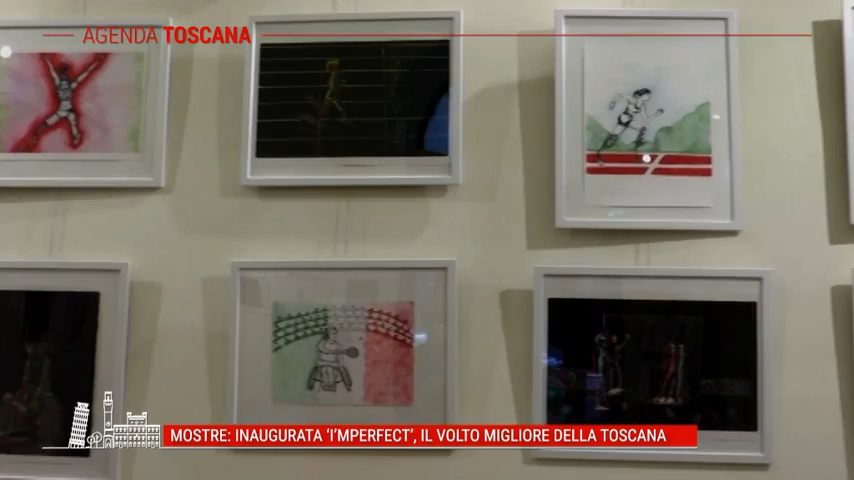 AGENDA TOSCANA
MOSTRE: INAUGURATA 'I'MPERFECT', IL VOLTO MIGLIORE DELLA TOSCANA